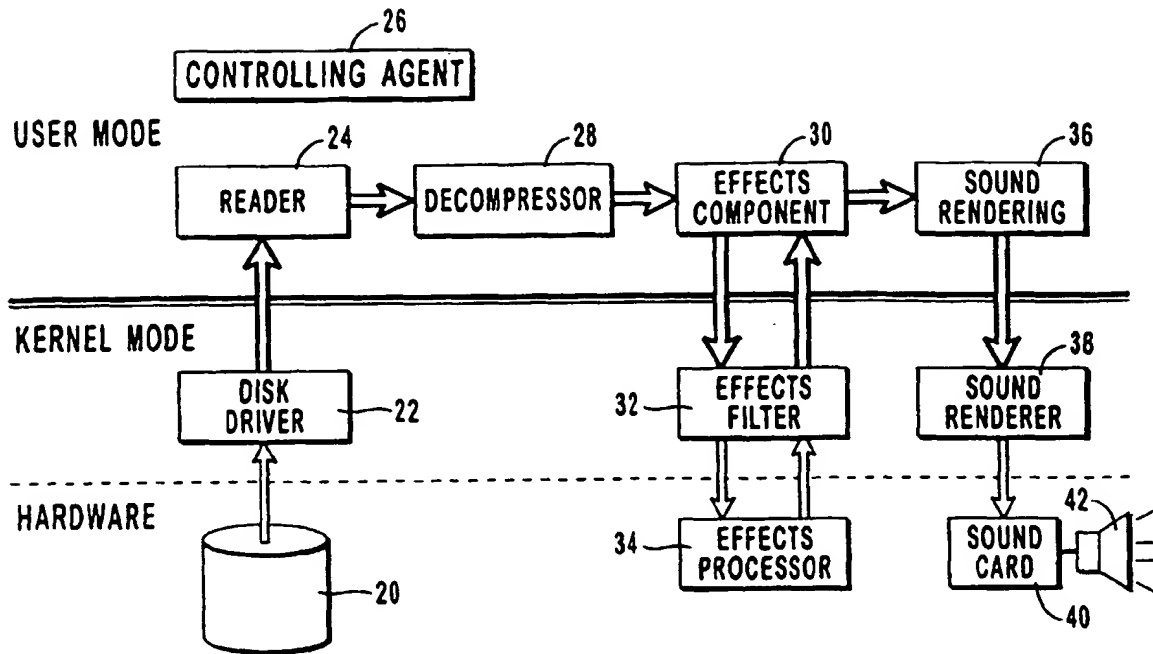 26
CONTROLLING AGENT
USER MODE
24
28
30
36
READER
DECOMPRESSOR
EFFECTS
COMPONENT
SOUND
RENDERING
KERNEL MODE
DISK
DRIVER
22
32
EFFECTS
FILTER
38
SOUND
RENDERER
HARDWARE
20
34
EFFECTS
PROCESSOR
SOUND
CARD
42
40